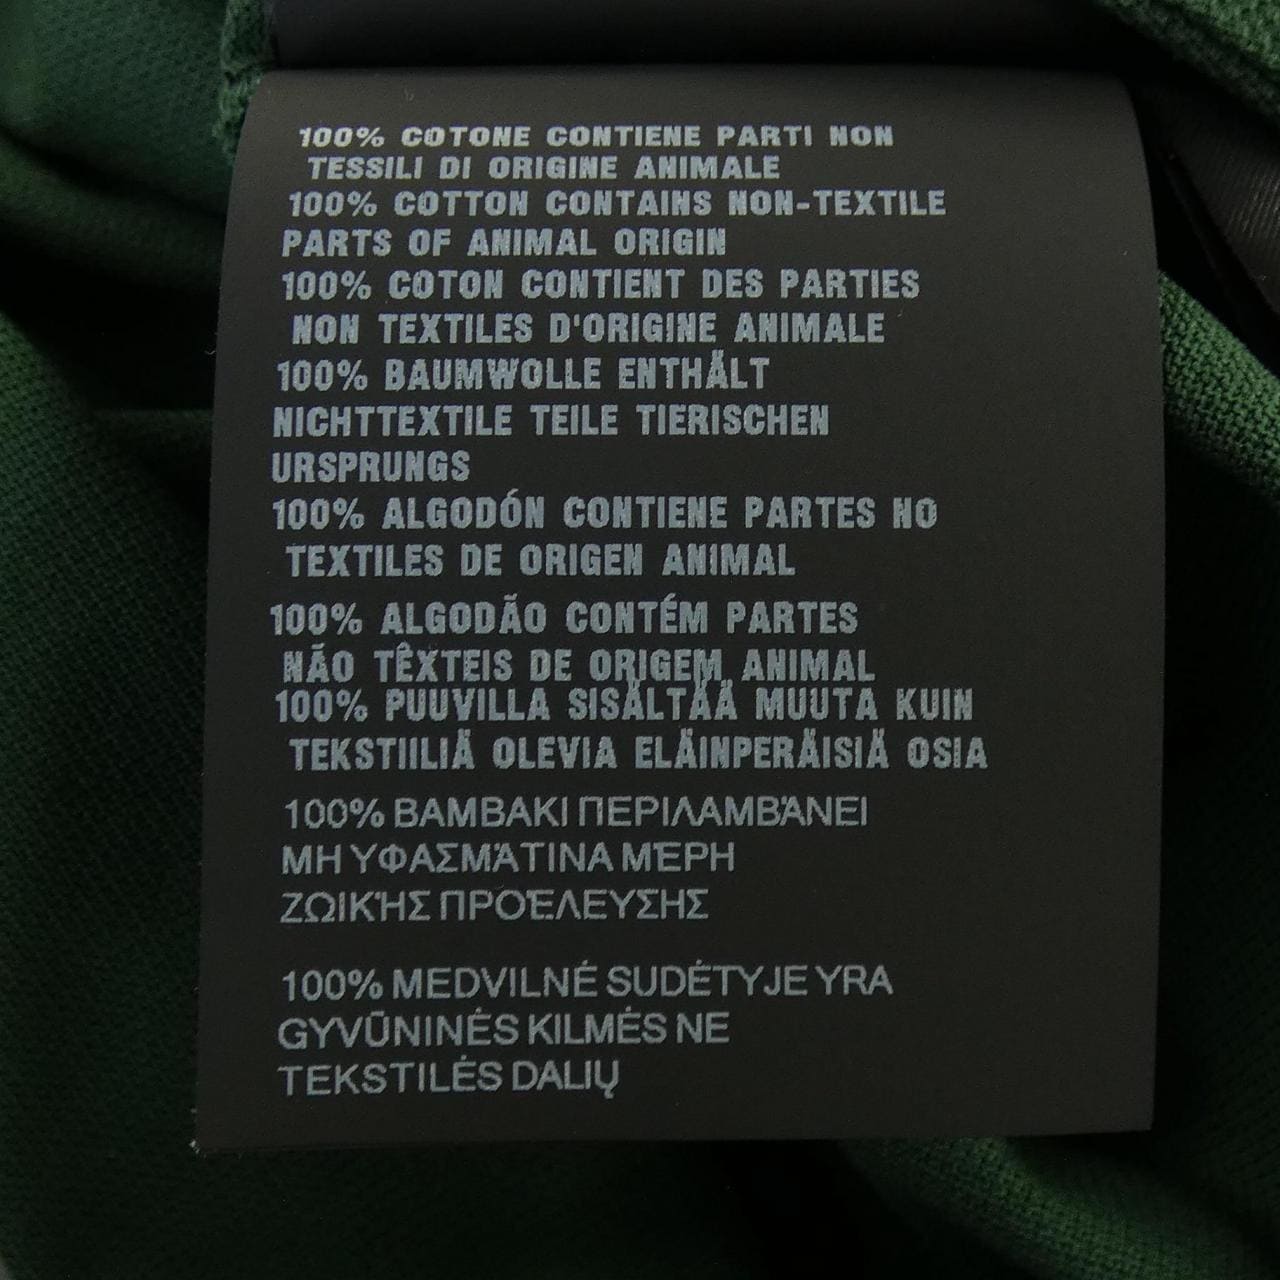 100% COTONE CONTIENE PARTI NON
TESSILI DI ORIGINE ANIMALE
100% COTTON CONTAINS NON-TEXTILE
PARTS OF ANIMAL ORIGIN
100% COTON CONTIENT DES PARTIES
NON TEXTILES D'ORIGINE ANIMALE
100% BAUMWOLLE ENTHÄLT
NICHTTEXTILE TEILE TIERISCHEN
URSPRUNGS
100% ALGODÓN CONTIENE PARTES NO
TEXTILES DE ORIGEN ANIMAL
100% ALGODÃO CONTÉM PARTES
NÃO TÊXTEIS DE ORIGEM ANIMAL
100% PUUVILLA SISÄLTÄÄ MUUTA KUIN
TEKSTIILIÄ OLEVIA ELÄINPERÄISIÄ OSIA
100% ΒΑΜΒΑΚΙ ΠΕΡΙΛΑΜΒΆΝΕΙ
ΜΗ ΥΦΑΣΜΆΤΙΝΑ ΜΈΡΗ
ΖΩΙΚΉΣ ΠΡΟΈΛΕΥΣΗΣ
100% MEDVILNĖ SUDĖTYJE YRA
GYVŪNINĖS KILMĖS NE
TEKSTILĖS DALIŲ